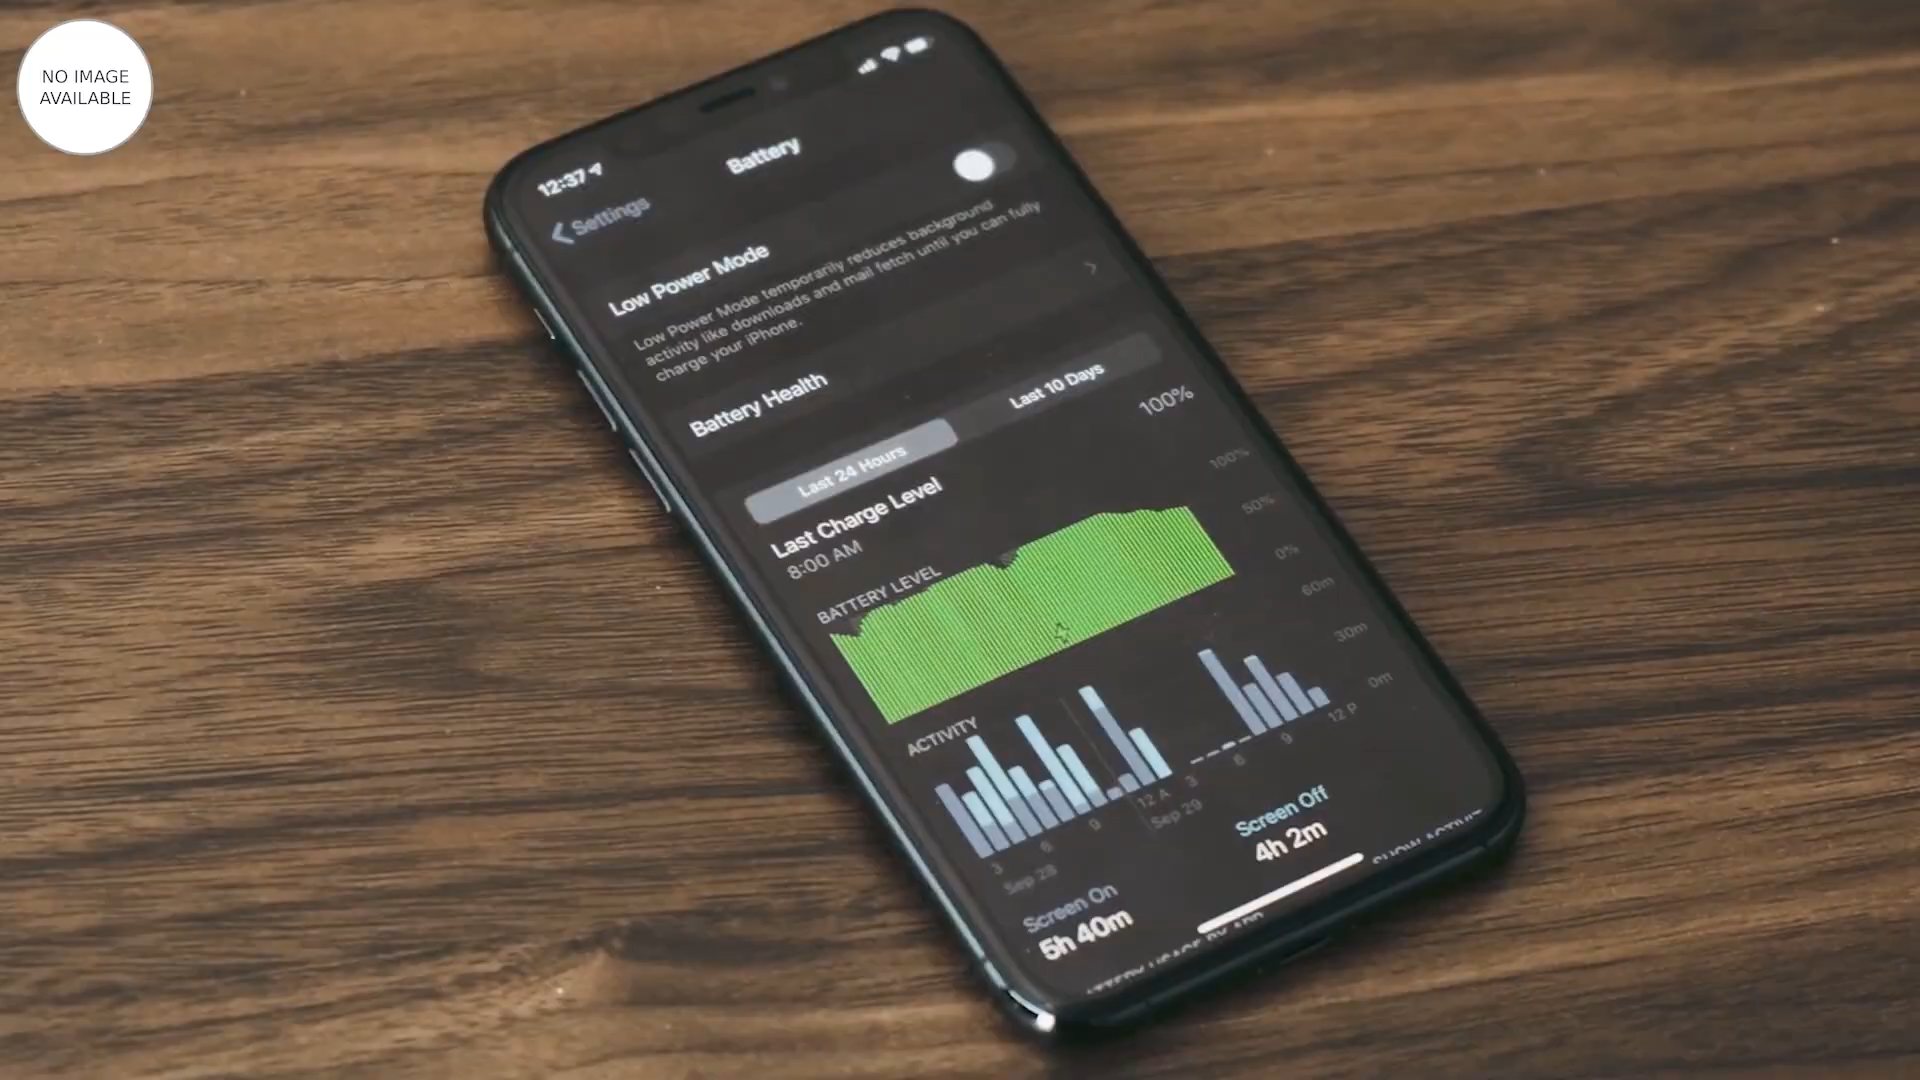 NO IMAGE
AVAILABLE
12:37
Battery
Settings
Low Power Mode
Low Power Mode temporarily reduces background
activity like downloads and mail fetch until you can fully
charge your iPhone.
Battery Health
Last 24 Hours
Last 10 Days
Last Charge Level
8:00 AM
100%
BATTERY LEVEL
100%
50%
0%
ACTIVITY
60m
30m
0m
3
6
9
12 A
3
6
9
12 P
Sep 28
Sep 29
Screen On
5h 40m
Screen Off
4h 2m
BY APP
SHOW